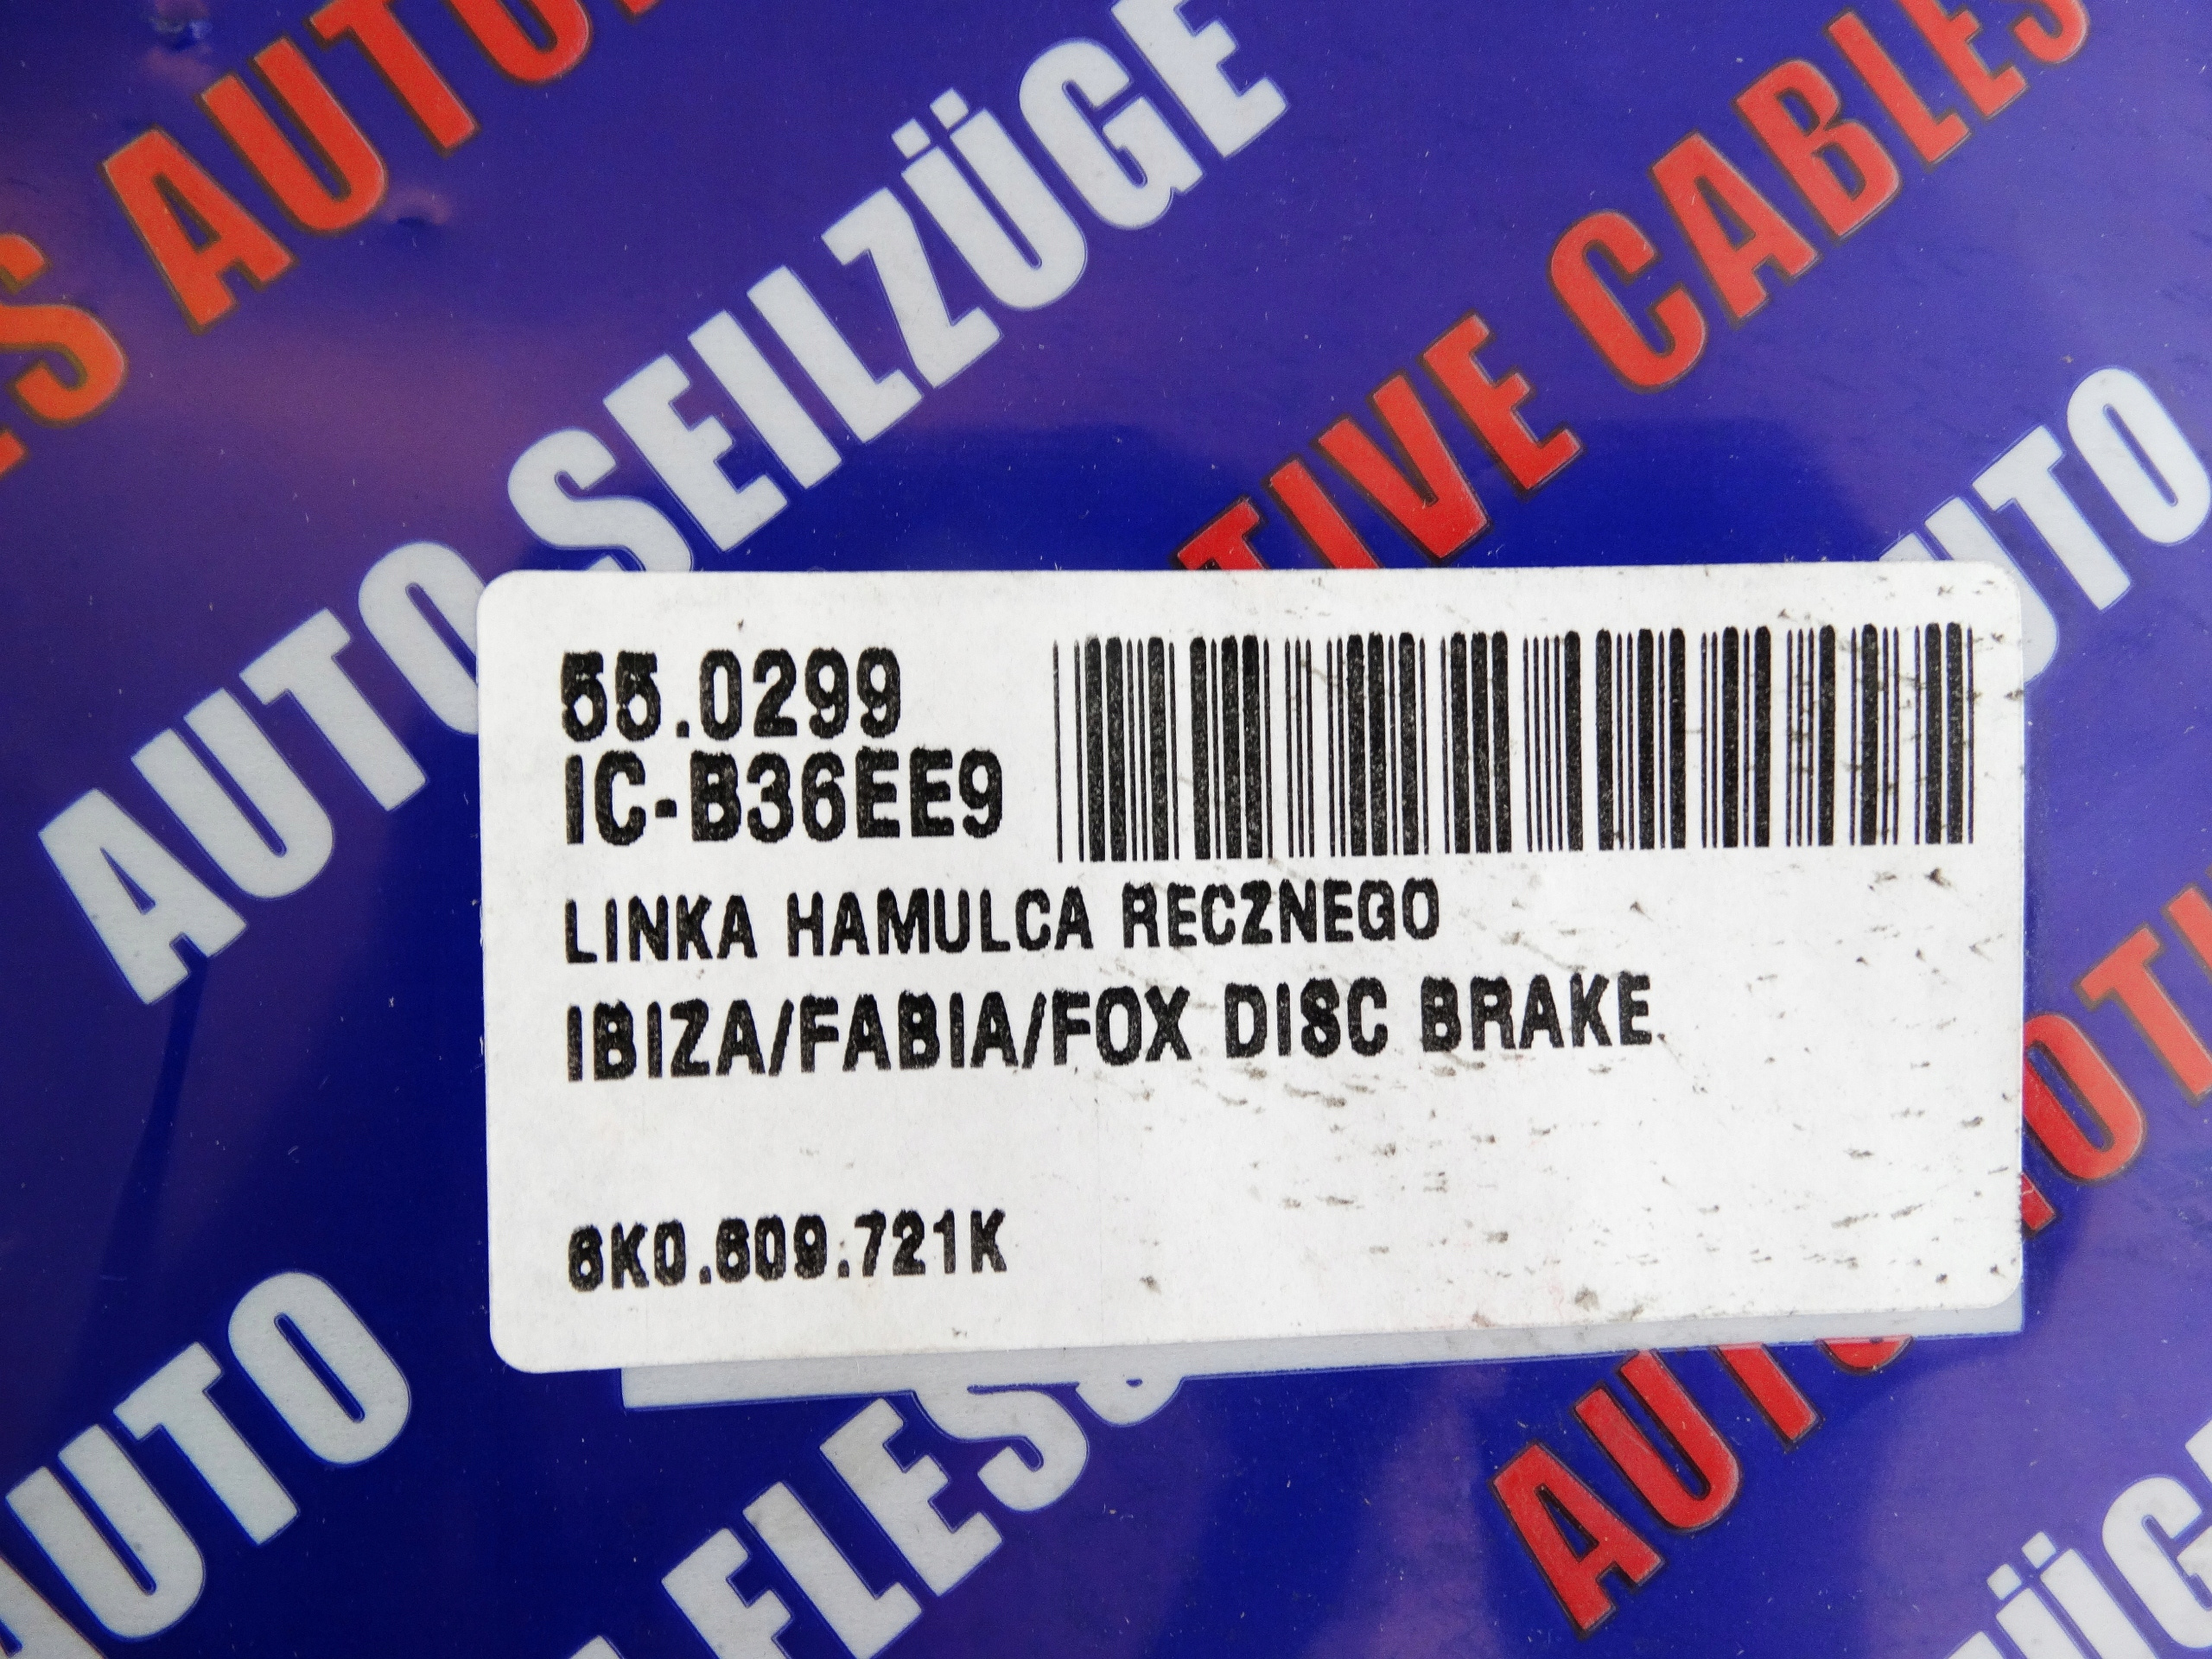 AUTO SEILZÜGE
CABLES
AUTO
55.0299
IC-B36EE9
LINKA HAMULCA RECZNEGO
IBIZA/FABIA/FOX DISC BRAKE
6K0.609.721K
AUTO